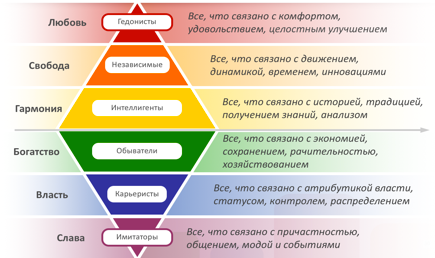 Любовь
Гедонисты
Все, что связано с комфортом,
удовольствием, целостным улучшением
Свобода
Независимые
Все, что связано с движением,
динамикой, временем, инновациями
Гармония
Интеллигенты
Все, что связано с историей, традицией,
получением знаний, анализом
Богатство
Обыватели
Все, что связано с экономией,
сохранением, рачительностью,
хозяйствованием
Власть
Карьеристы
Все, что связано с атрибутикой власти,
статусом, контролем, распределением
Слава
Имитаторы
Все, что связано с причастностью,
общением, модой и событиями